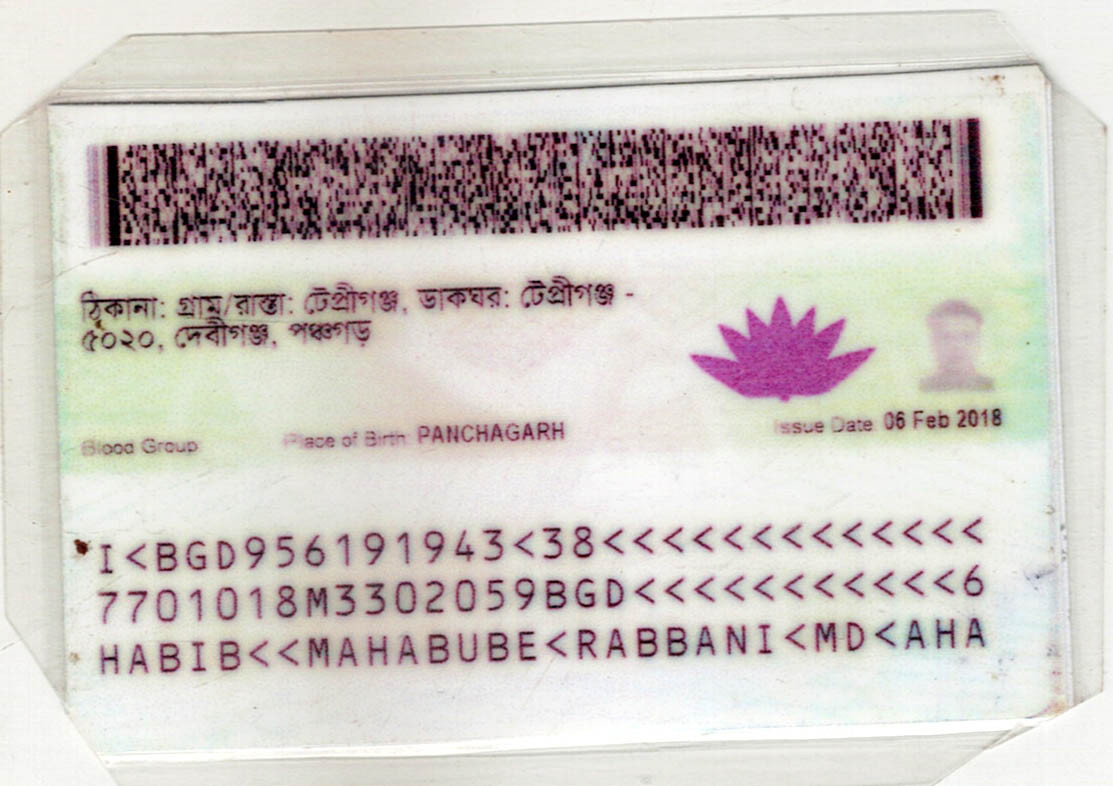 ঠিকানা: গ্রাম/রাস্তা: টেপ্রীগঞ্জ, ডাকঘর: টেপ্রীগঞ্জ -
৫০২০, দেবীগঞ্জ, পঞ্চগড়
Blood Group: Place of Birth: PANCHAGARH Issue Date: 06 Feb 2018
I<BGD956191943<38<<<<<<<<<<<<<
7701018M3302059BGD<<<<<<<<<<<6
HABIB<<MAHABUBE<RABBANI<MD<AHA